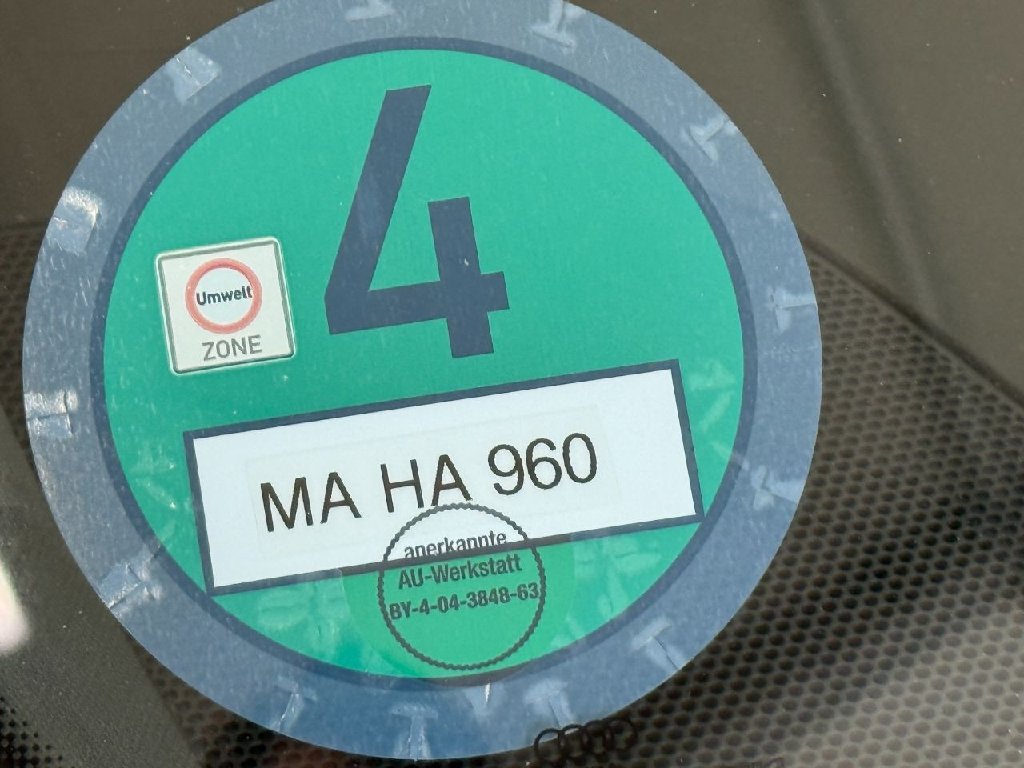 4
Umwelt
ZONE
MA HA 960
anerkannte
AU-Werkstatt
BY-4-04-3848-63